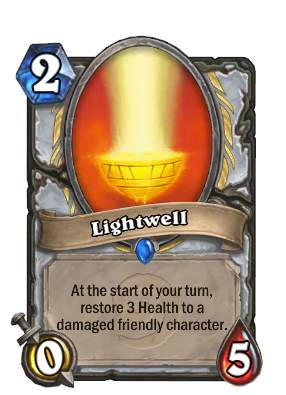 2
Lightwell
At the start of your turn,
restore 3 Health to a
damaged friendly character.
0
5